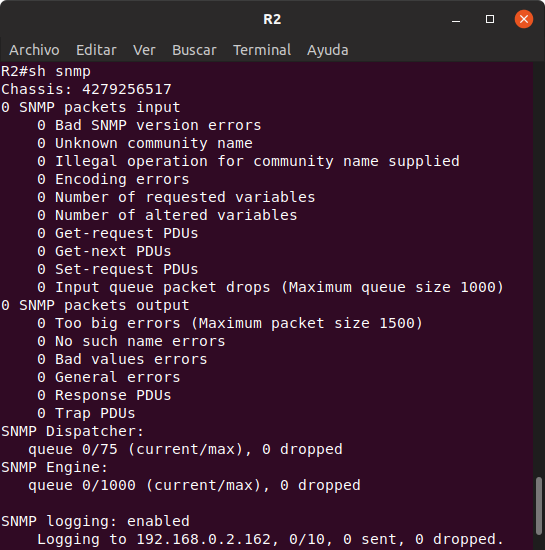 R2
Archivo Editar Ver Buscar Terminal Ayuda
R2#sh snmp
Chassis: 4279256517
0 SNMP packets input
    0 Bad SNMP version errors
    0 Unknown community name
    0 Illegal operation for community name supplied
    0 Encoding errors
    0 Number of requested variables
    0 Number of altered variables
    0 Get-request PDUs
    0 Get-next PDUs
    0 Set-request PDUs
    0 Input queue packet drops (Maximum queue size 1000)
0 SNMP packets output
    0 Too big errors (Maximum packet size 1500)
    0 No such name errors
    0 Bad values errors
    0 General errors
    0 Response PDUs
    0 Trap PDUs
SNMP Dispatcher:
   queue 0/75 (current/max), 0 dropped
SNMP Engine:
   queue 0/1000 (current/max), 0 dropped

SNMP logging: enabled
    Logging to 192.168.0.2.162, 0/10, 0 sent, 0 dropped.